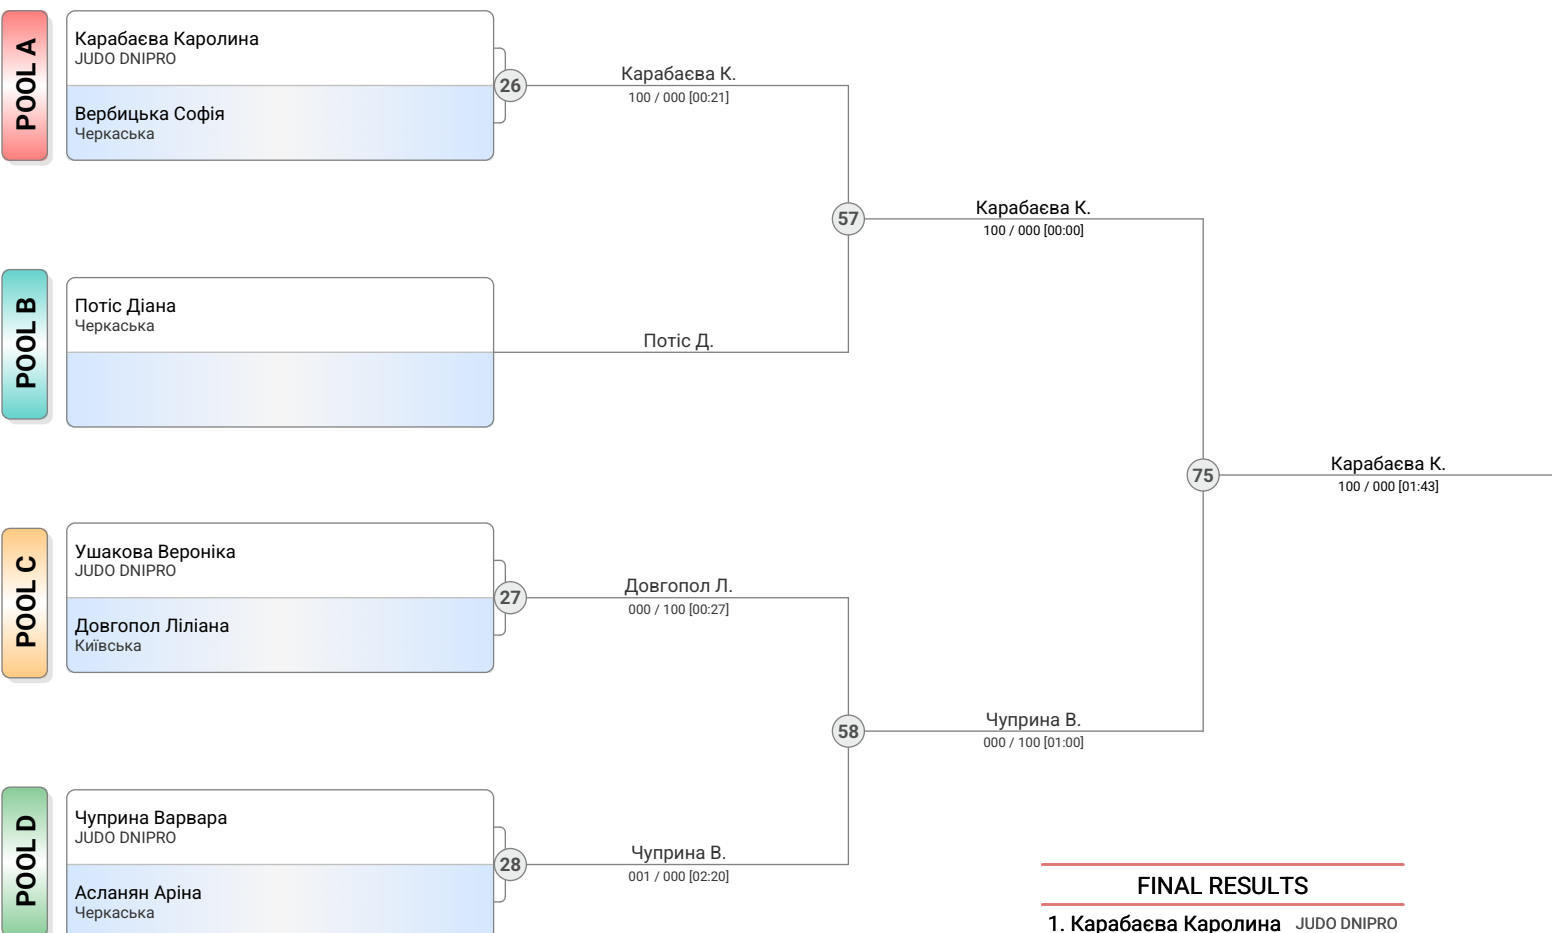 POOL A
Карабаєва Каролина
JUDO DNIPRO
Вербицька Софія
Черкаська
26
Карабаєва К.
100 / 000 [00:21]
57
Карабаєва К.
100 / 000 [00:00]
POOL B
Потіс Діана
Черкаська
Потіс Д.
75
Карабаєва К.
100 / 000 [01:43]
POOL C
Ушакова Вероніка
JUDO DNIPRO
Довгопол Ліліана
Київська
27
Довгопол Л.
000 / 100 [00:27]
58
Чуприна В.
000 / 100 [01:00]
POOL D
Чуприна Варвара
JUDO DNIPRO
Асланян Аріна
Черкаська
28
Чуприна В.
001 / 000 [02:20]
FINAL RESULTS
1. Карабаєва Каролина JUDO DNIPRO